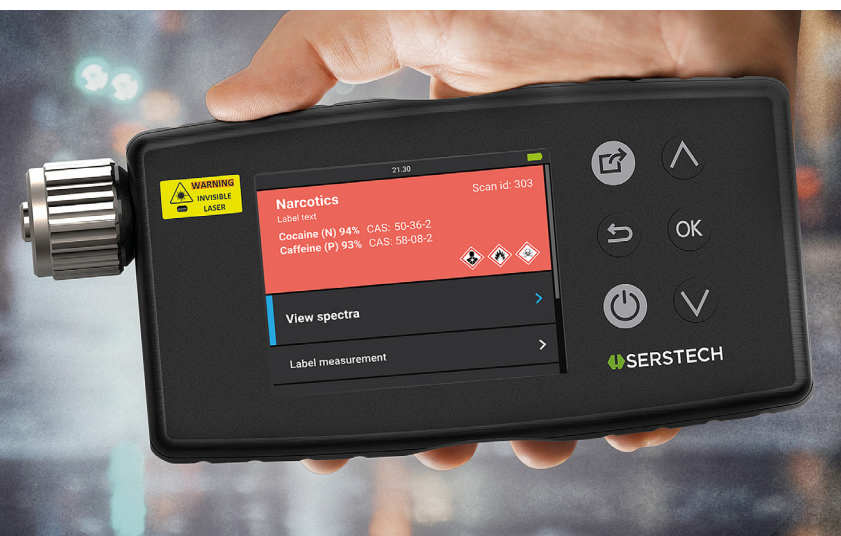 WARNING
INVISIBLE
LASER
21.30
Narcotics
Scan id: 303
Label text
Cocaine (N) 94% CAS: 50-36-2
Caffeine (P) 93% CAS: 58-08-2
View spectra
Label measurement
OK
SERSTECH